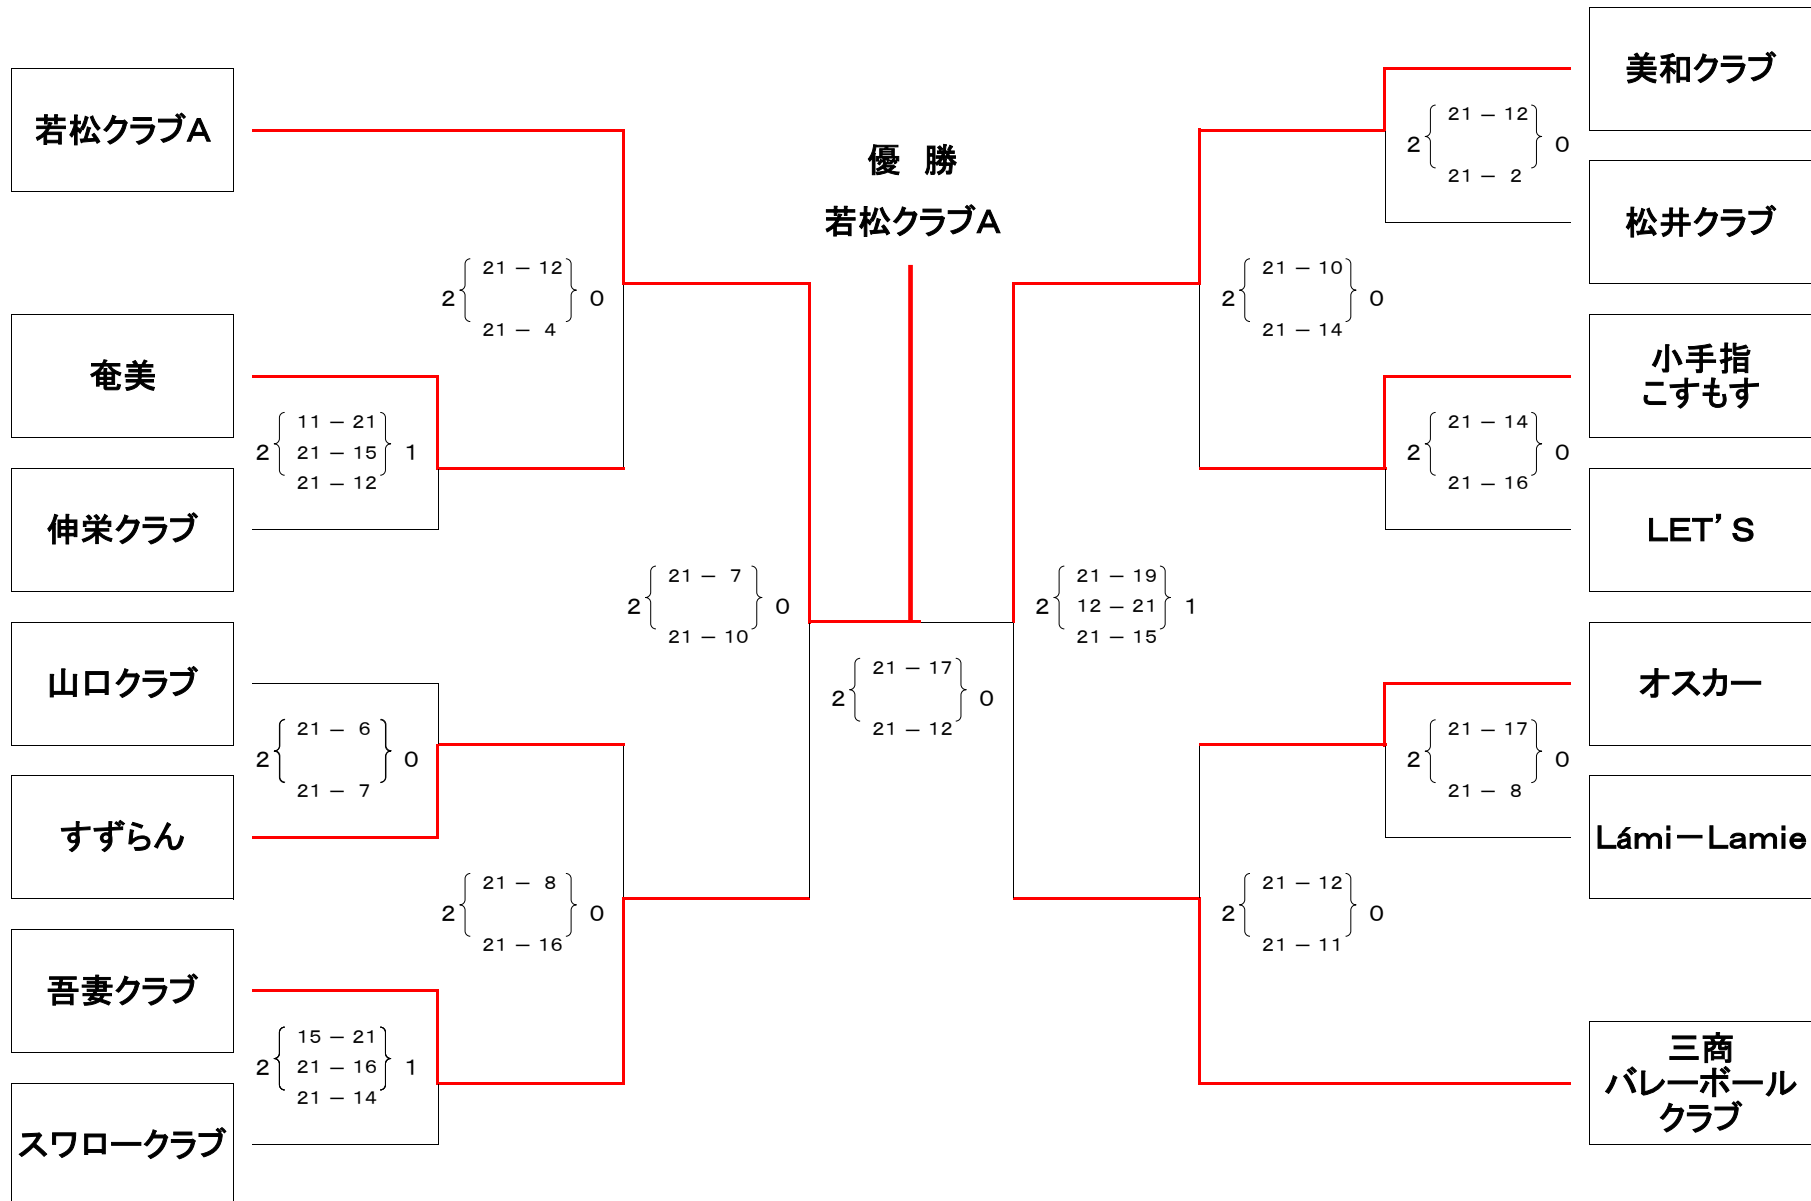 優　勝
若松クラブA
若松クラブA
2 21 － 12 0
21 － 4
奄美
11 － 21
2 21 － 15 1
21 － 12
伸栄クラブ
2 21 － 7 0
21 － 10
山口クラブ
2 21 － 6 0
21 － 7
すずらん
2 21 － 8 0
21 － 16
吾妻クラブ
15 － 21
2 21 － 16 1
21 － 14
スワロークラブ
2 21 － 17 0
21 － 12
美和クラブ
2 21 － 12 0
21 － 2
松井クラブ
2 21 － 10 0
21 － 14
小手指
こすもす
2 21 － 14 0
21 － 16
LET’S
21 － 19
2 12 － 21 1
21 － 15
オスカー
2 21 － 17 0
21 － 8
Lámi－Lamie
2 21 － 12 0
21 － 11
三商
バレーボール
クラブ